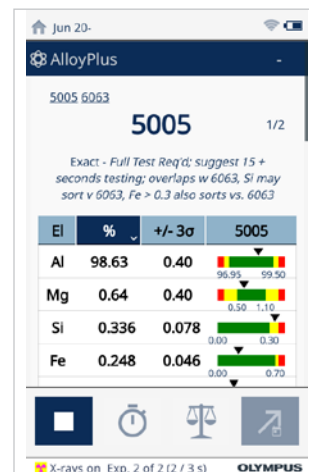 Jun 20-
AlloyPlus -
5005 6063
5005 1/2
Exact - Full Test Req'd; suggest 15 +
seconds testing; overlaps w 6063, Si may
sort v 6063, Fe > 0.3 also sorts vs. 6063
El % +/- 3σ 5005
Al 98.63 0.40
96.95 99.50
Mg 0.64 0.40
0.50 1.10
Si 0.336 0.078
0.00 0.30
Fe 0.248 0.046
0.00 0.70
X-rays on Exp. 2 of 2 (2 / 3 s) OLYMPUS